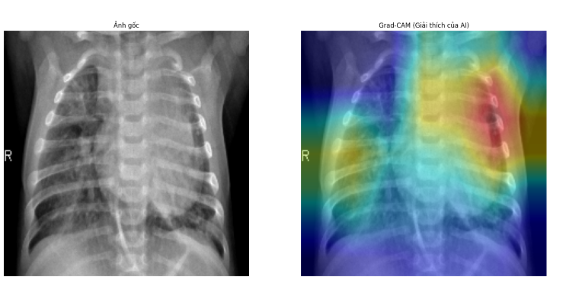 Ảnh gốc
Grad-CAM (Giải thích của AI)
R
R